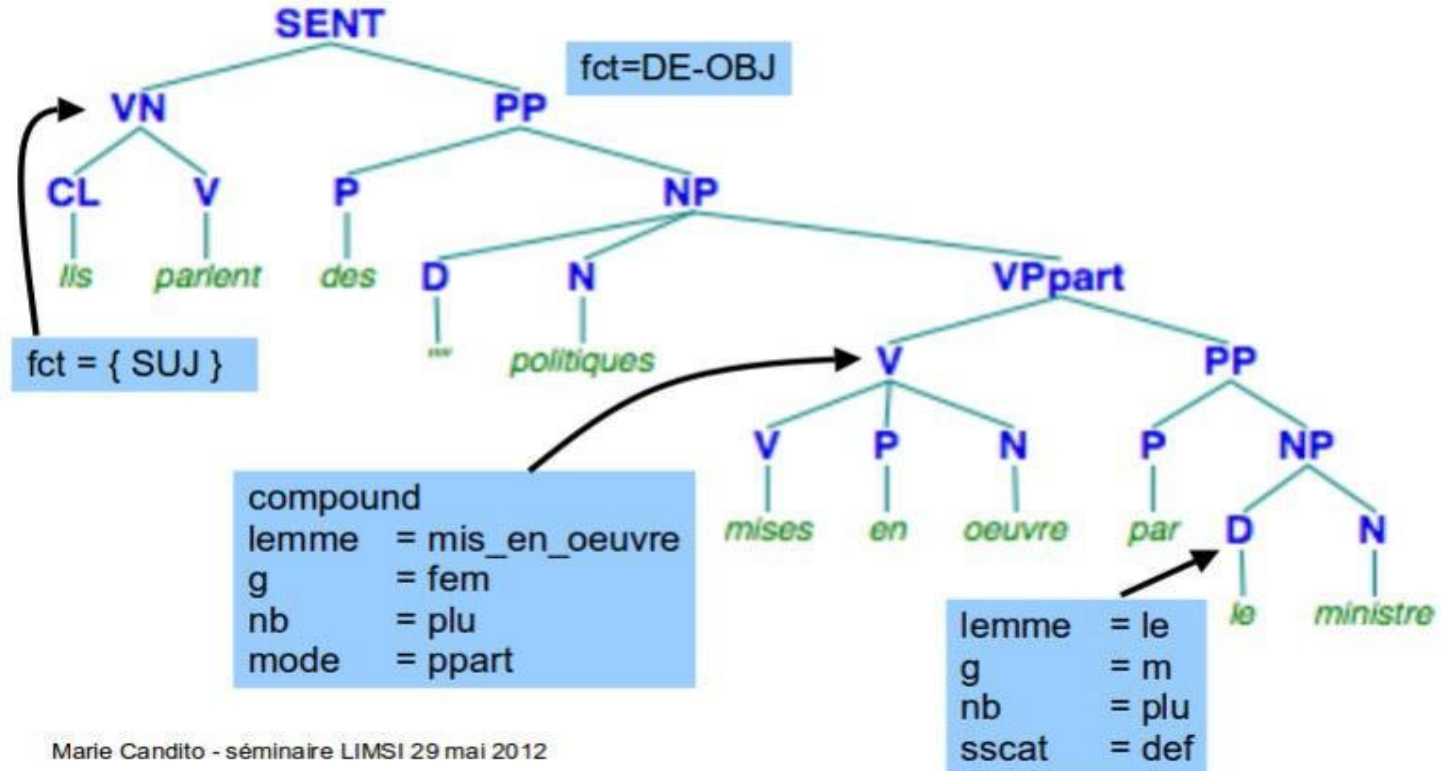 SENT
fct=DE-OBJ
VN PP
CL V P NP
Ils parlent des D N VPpart
"" politiques
fct = { SUJ }
V PP
V P N P NP
compound
lemme = mis_en_oeuvre
g = fem
nb = plu
mode = ppart
mises en oeuvre par D N
le ministre
lemme = le
g = m
nb = plu
sscat = def
Marie Candito - séminaire LIMSI 29 mai 2012